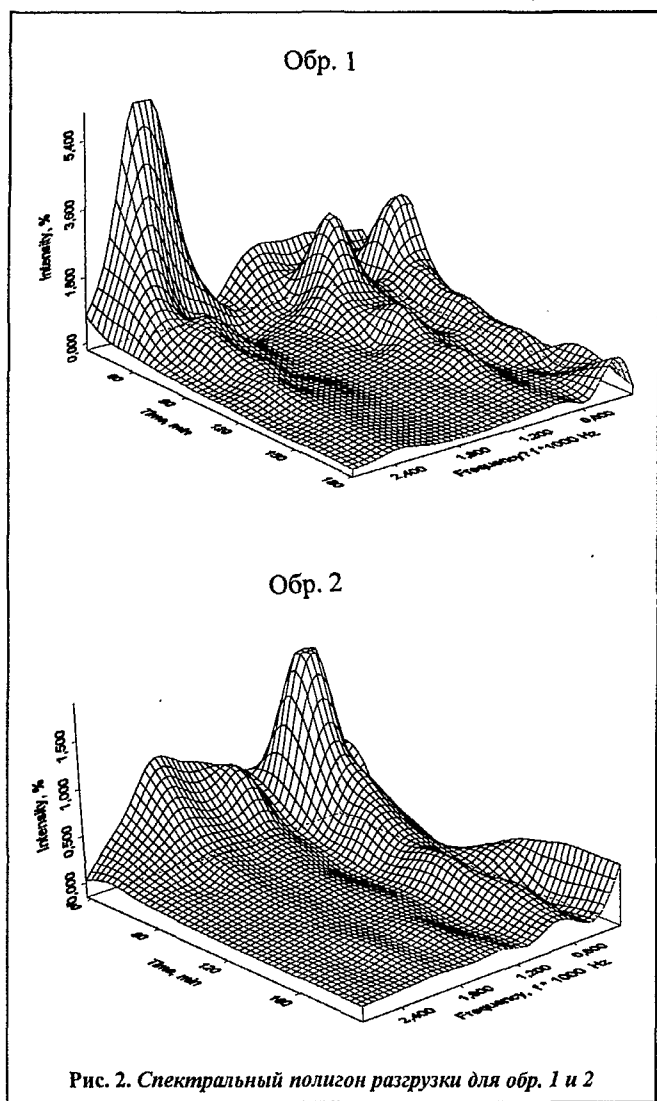 Обр. 1
5,400
3,600
1,800
0,000
Intensity, %
60
Time, min
180
2,400
1,800
1,200
0,600
Frequency? f *1000 Hz
Обр. 2
1,500
1,000
0,500
0,000
Intensity, %
80
120
Time, min
2,400
1,800
1,200
0,600
Frequency, f * 1000 Hz
Рис. 2. Спектральный полигон разгрузки для обр. 1 и 2